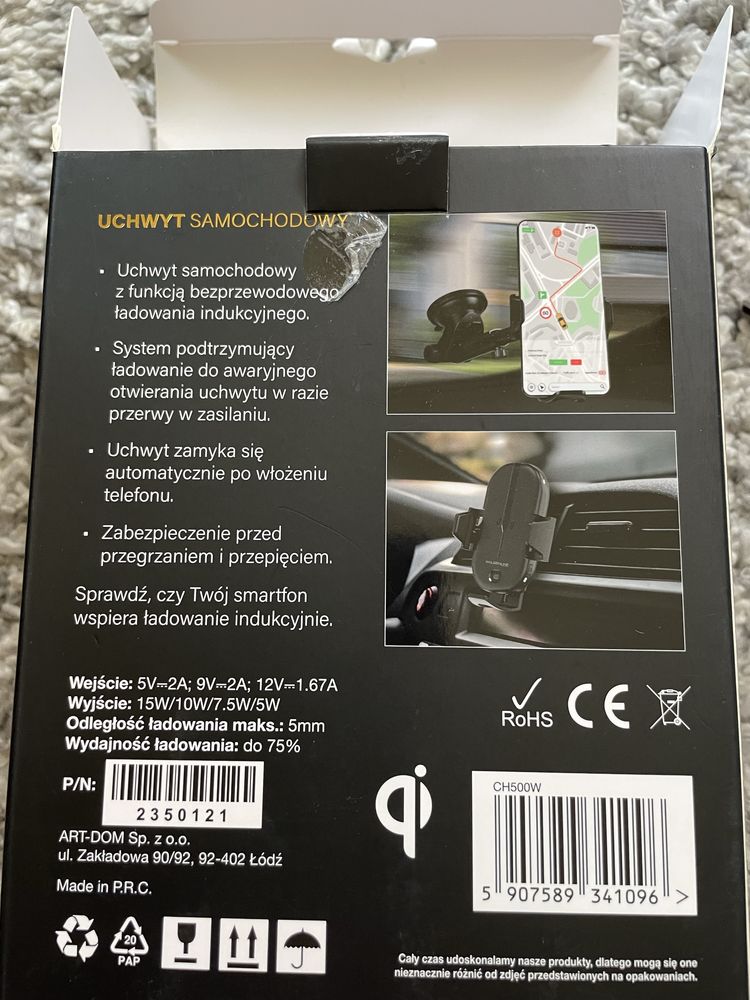 UCHWYT SAMOCHODOWY
• Uchwyt samochodowy
z funkcją bezprzewodowego
ładowania indukcyjnego.
• System podtrzymujący
ładowanie do awaryjnego
otwierania uchwytu w razie
przerwy w zasilaniu.
• Uchwyt zamyka się
automatycznie po włożeniu
telefonu.
• Zabezpieczenie przed
przegrzaniem i przepięciem.
Sprawdź, czy Twój smartfon
wspiera ładowanie indukcyjnie.
60
Wejście: 5V⎓2A; 9V⎓2A; 12V⎓1.67A
Wyjście: 15W/10W/7.5W/5W
Odległość ładowania maks.: 5mm
Wydajność ładowania: do 75%
RoHS CE
P/N:
2350121
ART-DOM Sp. z o.o.
ul. Zakładowa 90/92, 92-402 Łódź
Made in P.R.C.
qi
CH500W
5 907589 341096 >
20
PAP
Cały czas udoskonalamy nasze produkty, dlatego mogą się one
nieznacznie różnić od zdjęć przedstawionych na opakowaniach.